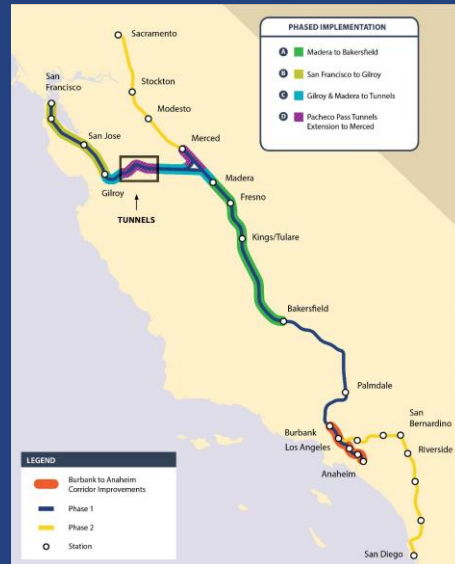 PHASED IMPLEMENTATION
A Madera to Bakersfield
B San Francisco to Gilroy
C Gilroy & Madera to Tunnels
D Pacheco Pass Tunnels
Extension to Merced
Sacramento
Stockton
Modesto
San
Francisco
San Jose
Merced
Gilroy
Madera
Fresno
TUNNELS
Kings/Tulare
Bakersfield
Palmdale
Burbank
San
Bernardino
Los Angeles
Riverside
Anaheim
San Diego
LEGEND
Burbank to Anaheim
Corridor Improvements
Phase 1
Phase 2
Station